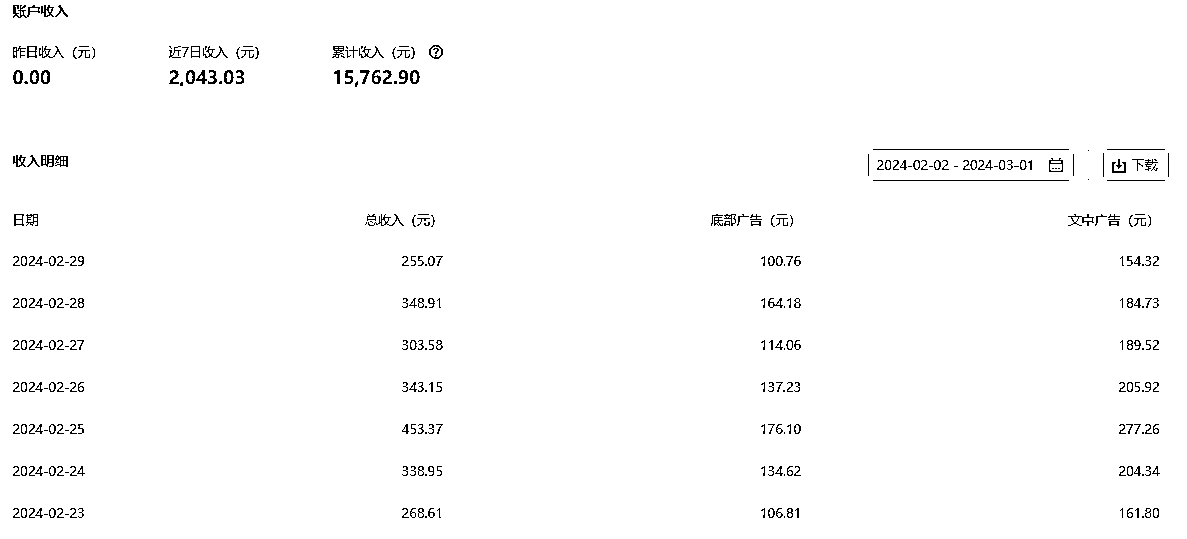 账户收入
昨日收入（元） 近7日收入（元） 累计收入（元）
0.00 2,043.03 15,762.90
收入明细 2024-02-02 - 2024-03-01 下载
日期 总收入（元） 底部广告（元） 文中广告（元）
2024-02-29 255.07 100.76 154.32
2024-02-28 348.91 164.18 184.73
2024-02-27 303.58 114.06 189.52
2024-02-26 343.15 137.23 205.92
2024-02-25 453.37 176.10 277.26
2024-02-24 338.95 134.62 204.34
2024-02-23 268.61 106.81 161.80